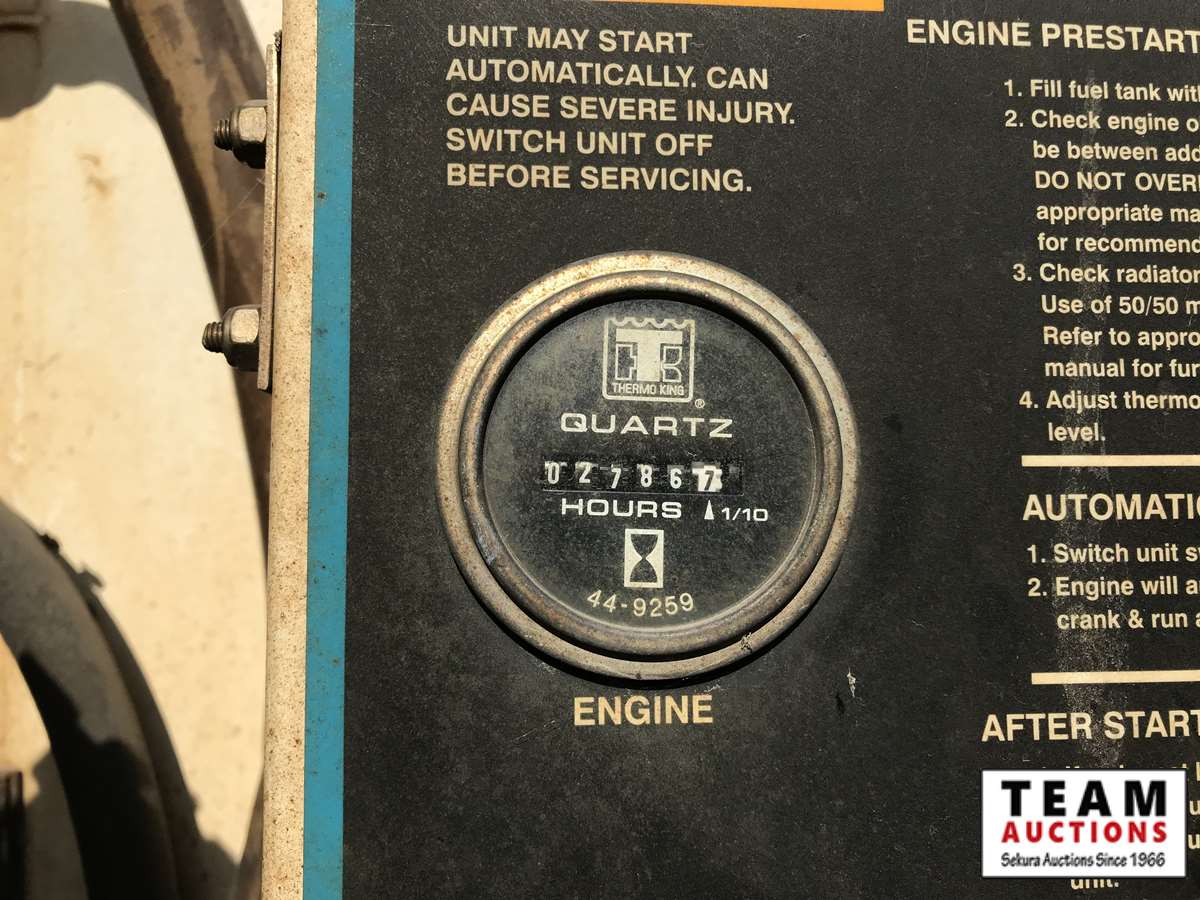 UNIT MAY START
AUTOMATICALLY. CAN
CAUSE SEVERE INJURY.
SWITCH UNIT OFF
BEFORE SERVICING.
THERMO KING
®
QUARTZ
027867
HOURS 1/10
44-9259
ENGINE
ENGINE PRESTART
1. Fill fuel tank
2. Check engine
be between
DO NOT
appropriate
for
3. Check radiator
Use of 50/50
Refer to
manual for
4. Adjust
level.
1. Switch unit
2. Engine will
crank & run
AFTER START
unit.
TEAM
AUCTIONS
Sekura Auctions Since 1966